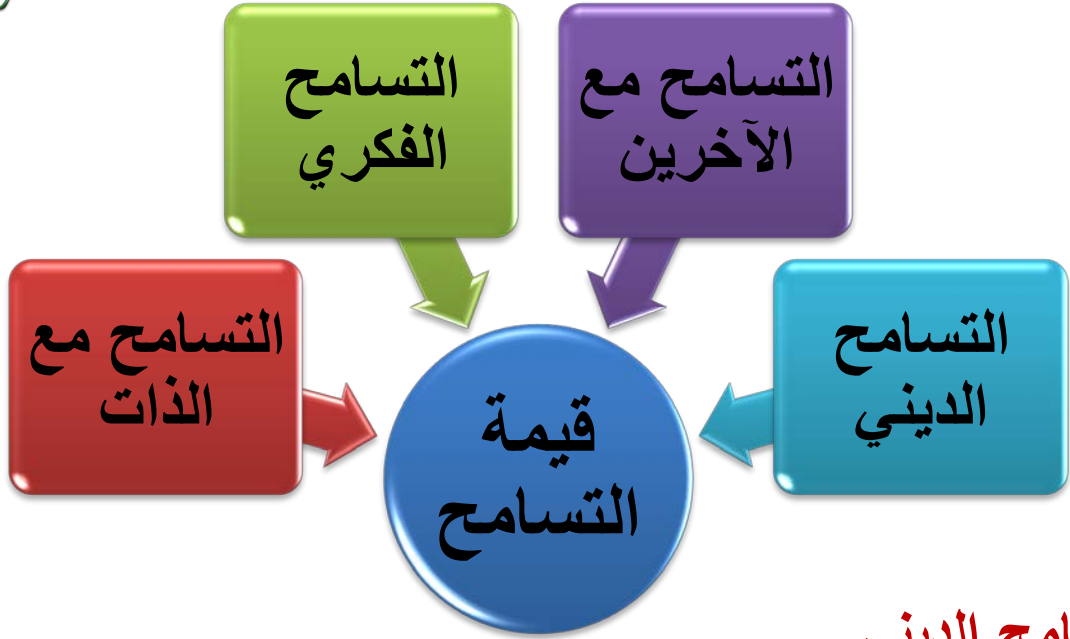 التسامح مع
الآخرين
التسامح
الفكري
التسامح
الديني
التسامح مع
الذات
قيمة
التسامح